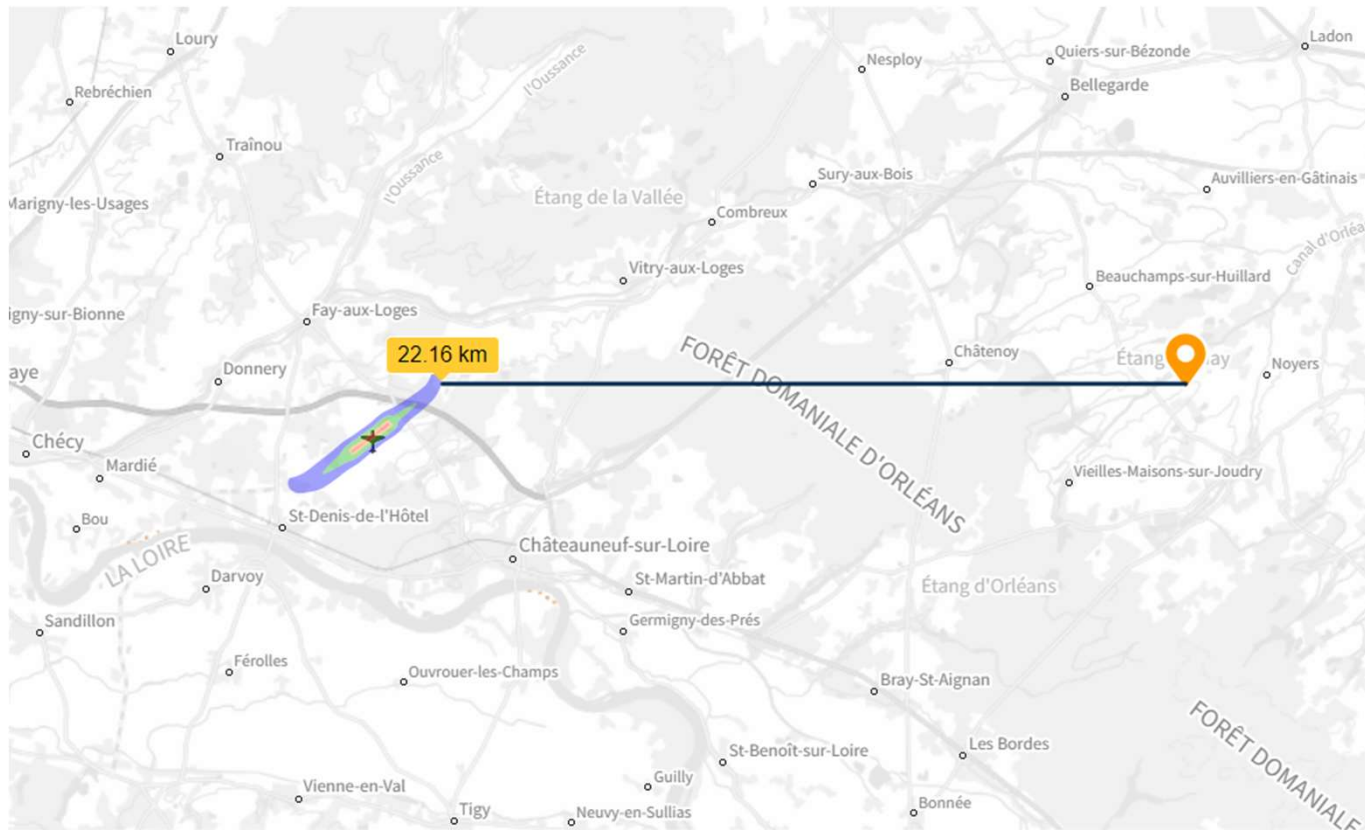 Loury
Ladon
Quiers-sur-Bézonde
Nesploy
Bellegarde
Rebréchien
l'Oussance
Traînou
l'Oussance
Sury-aux-Bois
Auvilliers-en-Gâtinais
Étang de la Vallée
Marigny-les-Usages
Combreux
Canal d'Orléa
Vitry-aux-Loges
Beauchamps-sur-Huillard
Fay-aux-Loges
igny-sur-Bionne
22.16 km
Châtenoy
Étang
ay
Noyers
Donnery
aye
FORÊT DOMANIALE D'ORLÉANS
Chécy
Mardié
Vieilles-Maisons-sur-Joudry
Bou
St-Denis-de-l'Hôtel
LA LOIRE
Châteauneuf-sur-Loire
Darvoy
St-Martin-d'Abbat
Étang d'Orléans
Sandillon
Germigny-des-Prés
Férolles
Ouvrouer-les-Champs
Bray-St-Aignan
FORÊT DOMANIALE
St-Benoît-sur-Loire
Les Bordes
Vienne-en-Val
Guilly
Tigy
Neuvy-en-Sullias
Bonnée